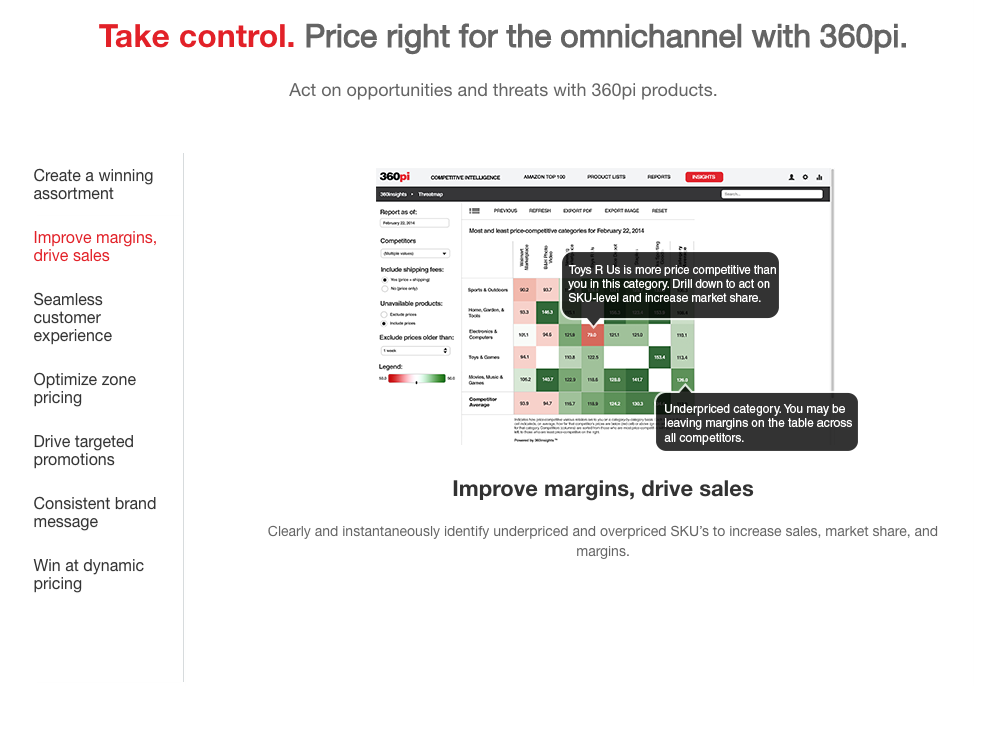 Take control. Price right for the omnichannel with 360pi.
Act on opportunities and threats with 360pi products.
Create a winning
assortment
Improve margins,
drive sales
Seamless
customer
experience
Optimize zone
pricing
Drive targeted
promotions
Consistent brand
message
Win at dynamic
pricing
360pi
COMPETITIVE INTELLIGENCE
AMAZON TOP 100
PRODUCT LISTS
REPORTS
INSIGHTS
360insights • Threatmap
Search...
Report as of:
February 22, 2014
Competitors
(Multiple values)
Include shipping fees:
Yes (price + shipping)
No (price only)
Unavailable products:
Exclude prices
Include prices
Exclude prices older than:
1 week
Legend:
PREVIOUS
REFRESH
EXPORT PDF
EXPORT IMAGE
RESET
Most and least price-competitive categories for February 22, 2014
Walmart
Marketplace
B&H Photo
Video
Sports & Outdoors
90.2
93.7
Home, Garden, &
Tools
93.3
146.3
Electronics &
Computers
101.1
94.6
121.8
79.0
121.1
115.1
Toys & Games
94.1
110.8
122.5
153.4
113.4
Movies, Music &
Games
106.2
140.7
122.9
118.6
128.5
141.7
126.0
Competitor
Average
93.9
94.7
116.7
118.9
124.2
130.2
Toys R Us is more price competitive than
you in this category. Drill down to act on
SKU-level and increase market share.
Underpriced category. You may be
leaving margins on the table across
all competitors.
Powered by 360insights ™
Improve margins, drive sales
Clearly and instantaneously identify underpriced and overpriced SKU's to increase sales, market share, and
margins.